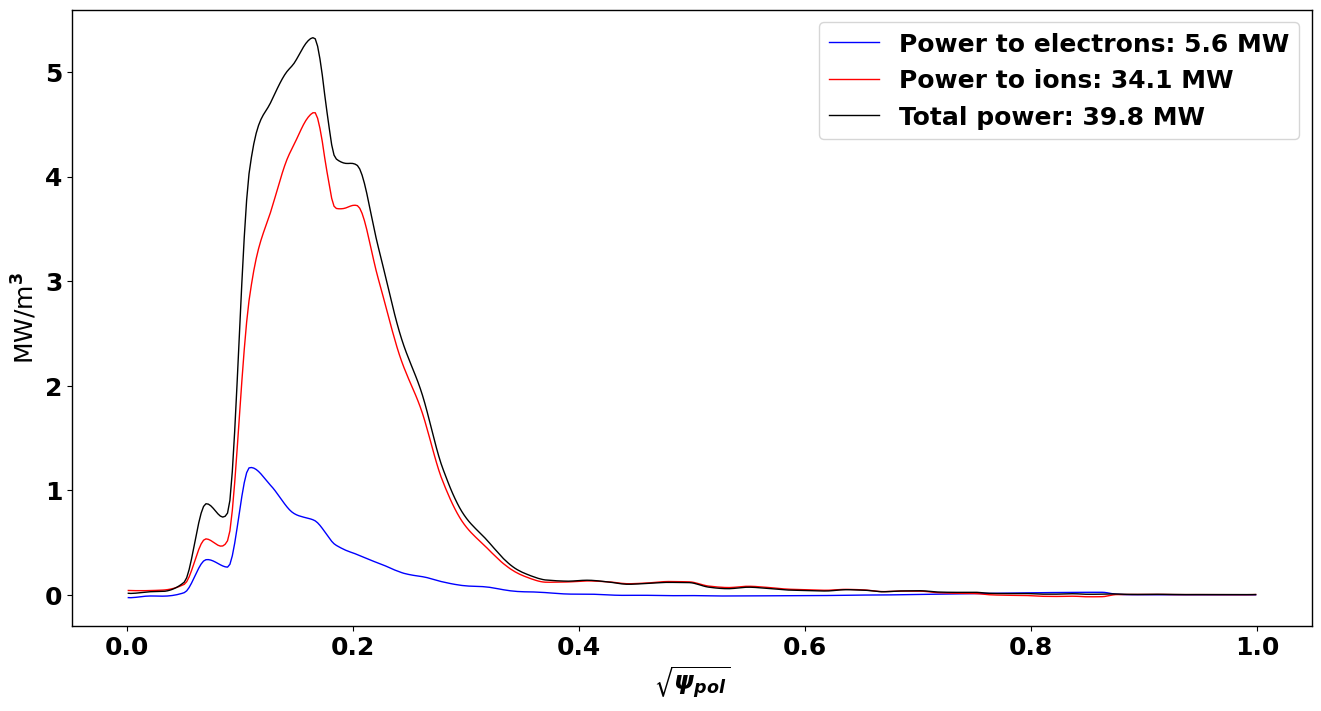 Power to electrons: 5.6 MW
Power to ions: 34.1 MW
Total power: 39.8 MW
MW/m³
5
4
3
2
1
0
0.0 0.2 0.4 0.6 0.8 1.0
√ψ_pol